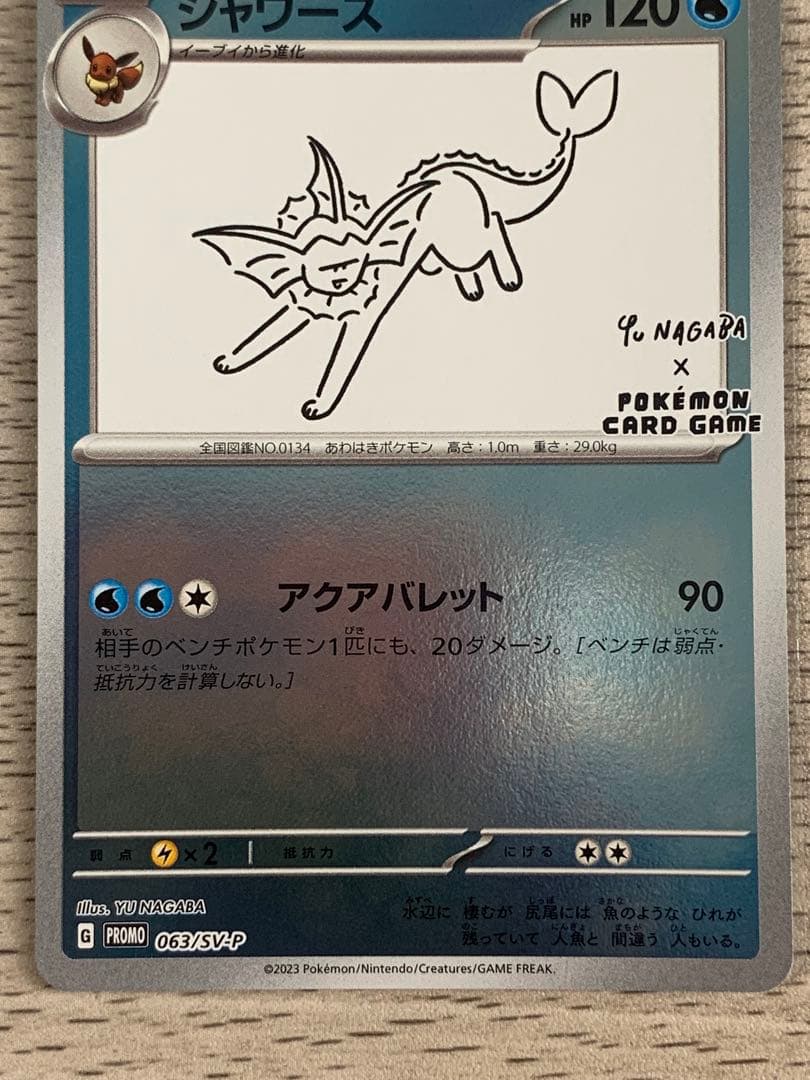 シャワーズ HP 120
イーブイから進化
Yu NAGABA
×
POKÉMON
CARD GAME
全国図鑑NO.0134 あわはきポケモン 高さ：1.0m 重さ：29.0kg
アクアバレット 90
相手のベンチポケモン1匹にも、20ダメージ。［ベンチは弱点・
抵抗力を計算しない。］
弱点 ×2 抵抗力 にげる
Illus. YU NAGABA
水辺に 棲むが 尻尾には 魚のような ひれが
残っていて 人魚と 間違う 人もいる。
G PROMO 063/SV-P
©2023 Pokémon/Nintendo/Creatures/GAME FREAK.